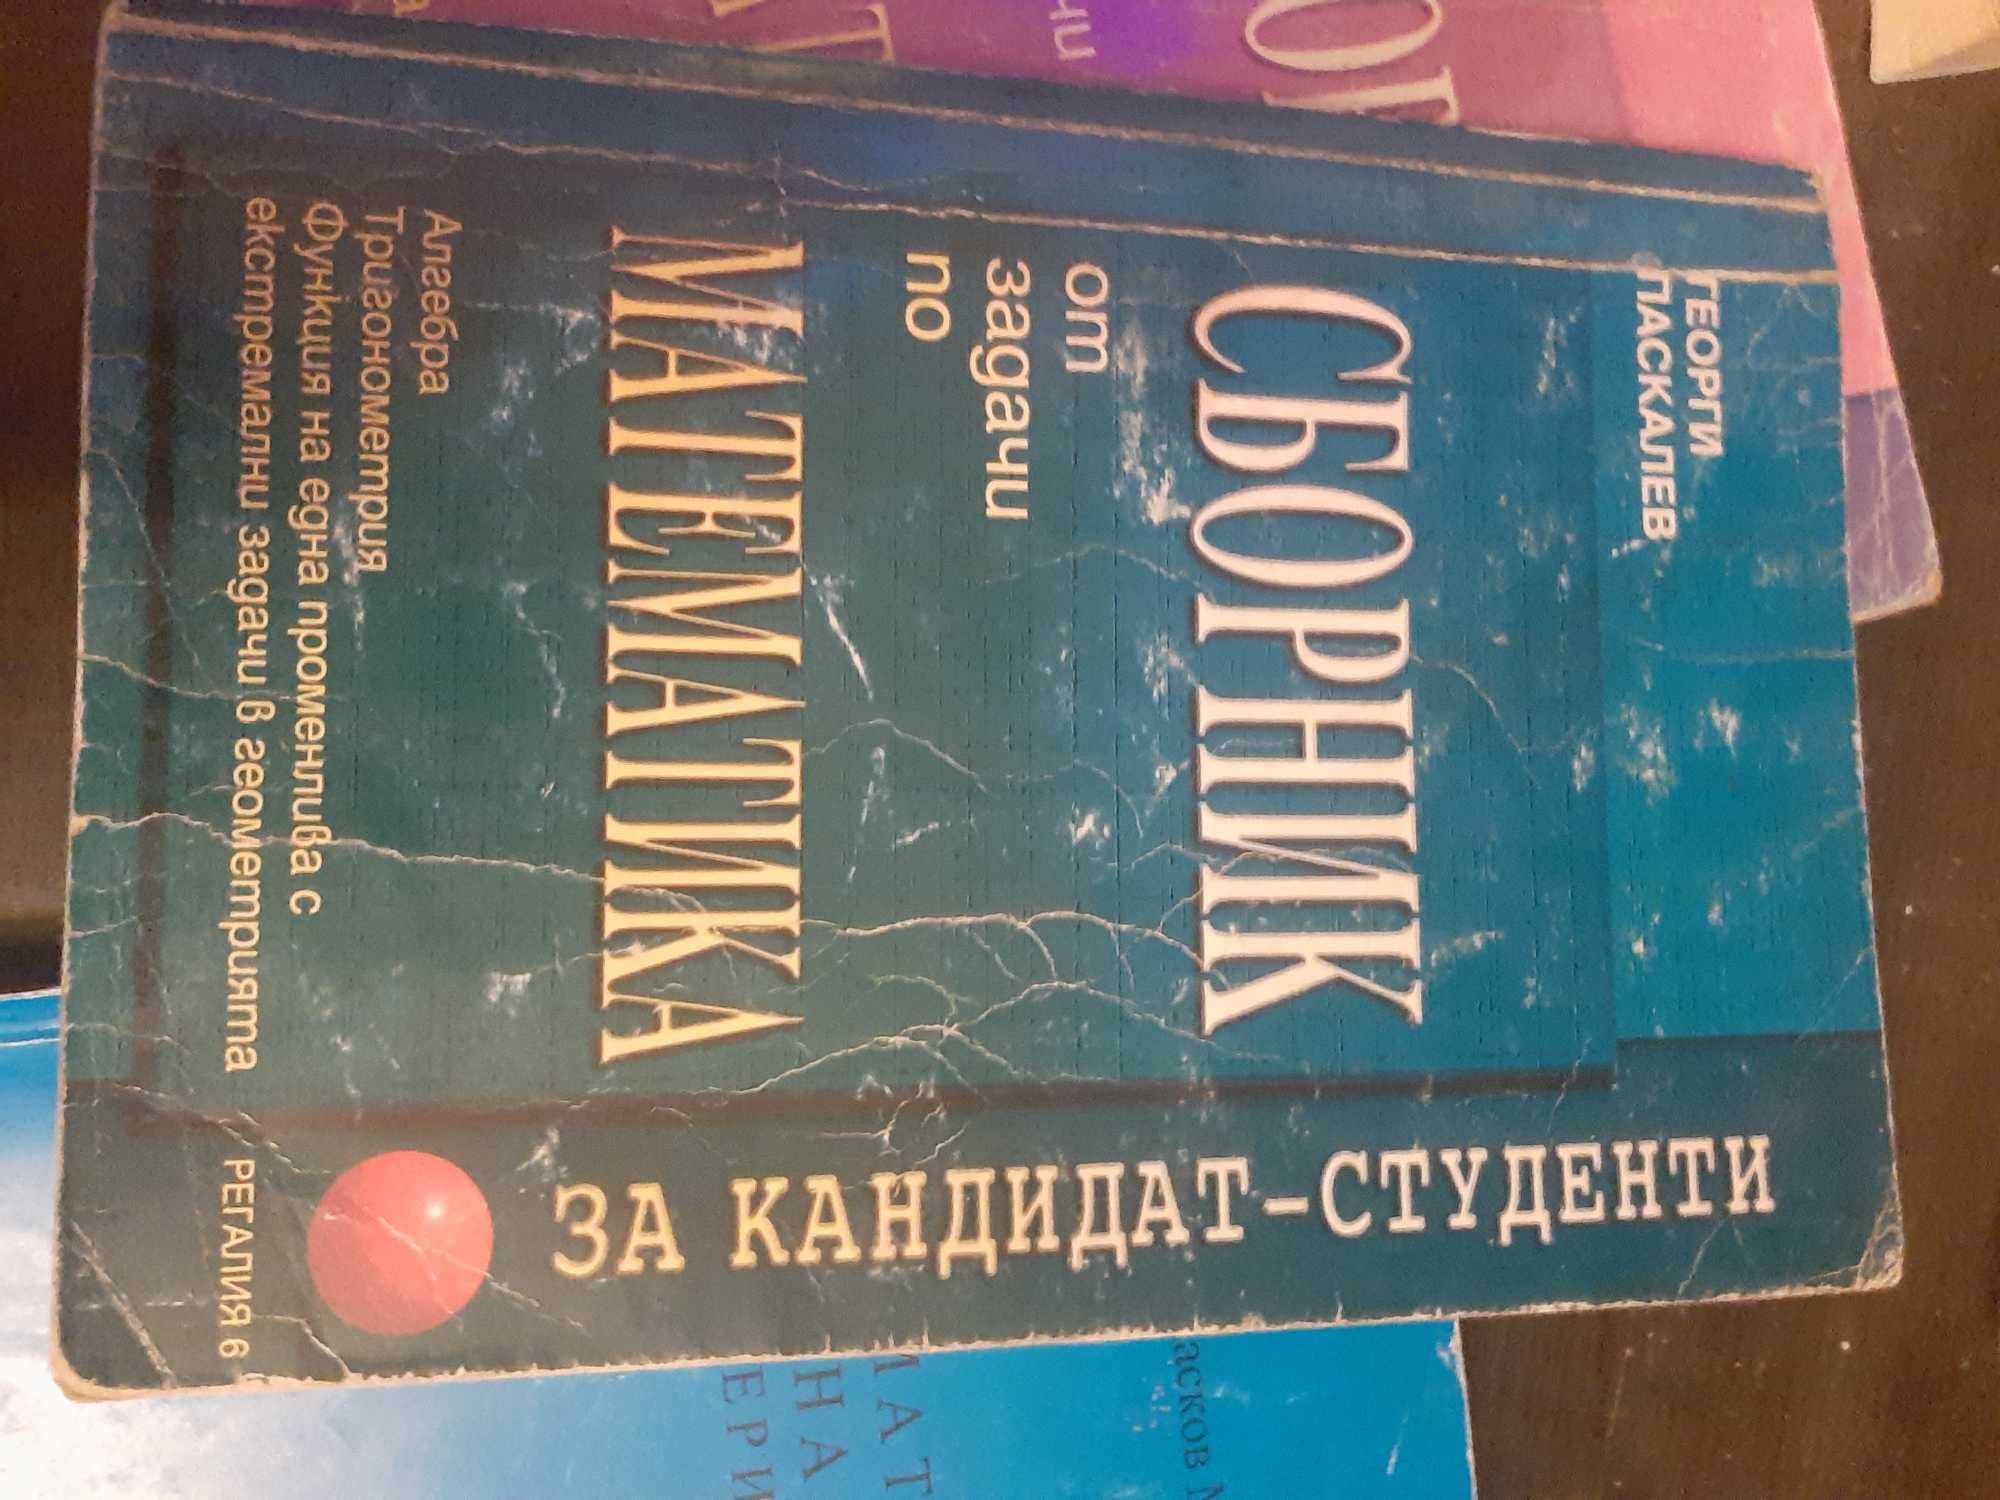 ГЕОРГИ
ПАСКАЛЕВ
СБОРНИК
от
задачи
по
МАТЕМАТИКА
Алгебра
Тригонометрия
Функция на една променлива с
екстремални задачи в геометрията
ЗА КАНДИДАТ-СТУДЕНТИ
РЕГАЛИЯ 6